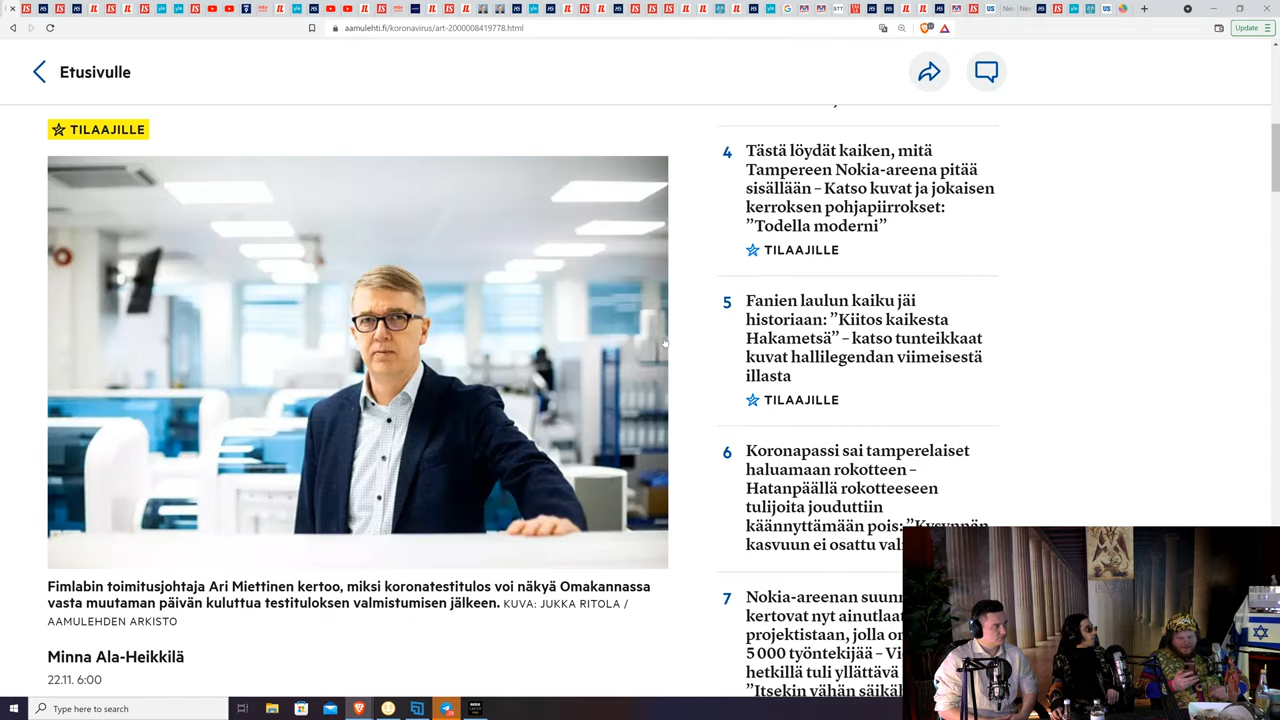 Update
aamulehti.fi/koronavirus/art-2000008419778.html
Etusivulle
TILAAJILLE
Fimlabin toimitusjohtaja Ari Miettinen kertoo, miksi koronatestitulos voi näkyä Omakannassa
vasta muutaman päivän kuluttua testituloksen valmistumisen jälkeen. KUVA: JUKKA RITOLA /
AAMULEHDEN ARKISTO
Minna Ala-Heikkilä
22.11. 6:00
4 Tästä löydät kaiken, mitä
Tampereen Nokia-areena pitää
sisällään – Katso kuvat ja jokaisen
kerroksen pohjapiirrokset:
”Todella moderni”
TILAAJILLE
5 Fanien laulun kaiku jäi
historiaan: ”Kiitos kaikesta
Hakametsä” – katso tunteikkaat
kuvat hallilegendan viimeisestä
illasta
TILAAJILLE
6 Koronapassi sai tamperelaiset
haluamaan rokotteen –
Hatanpäällä rokotteeseen
tulijoita jouduttiin
käännyttämään pois: ”Kysynnän
kasvuun ei osattu
7 Nokia-areenan
kertovat nyt
projektistaan, jolla
5 000 työntekijää –
hetkillä tuli yllättävä
”Itsekin vähän
Type here to search